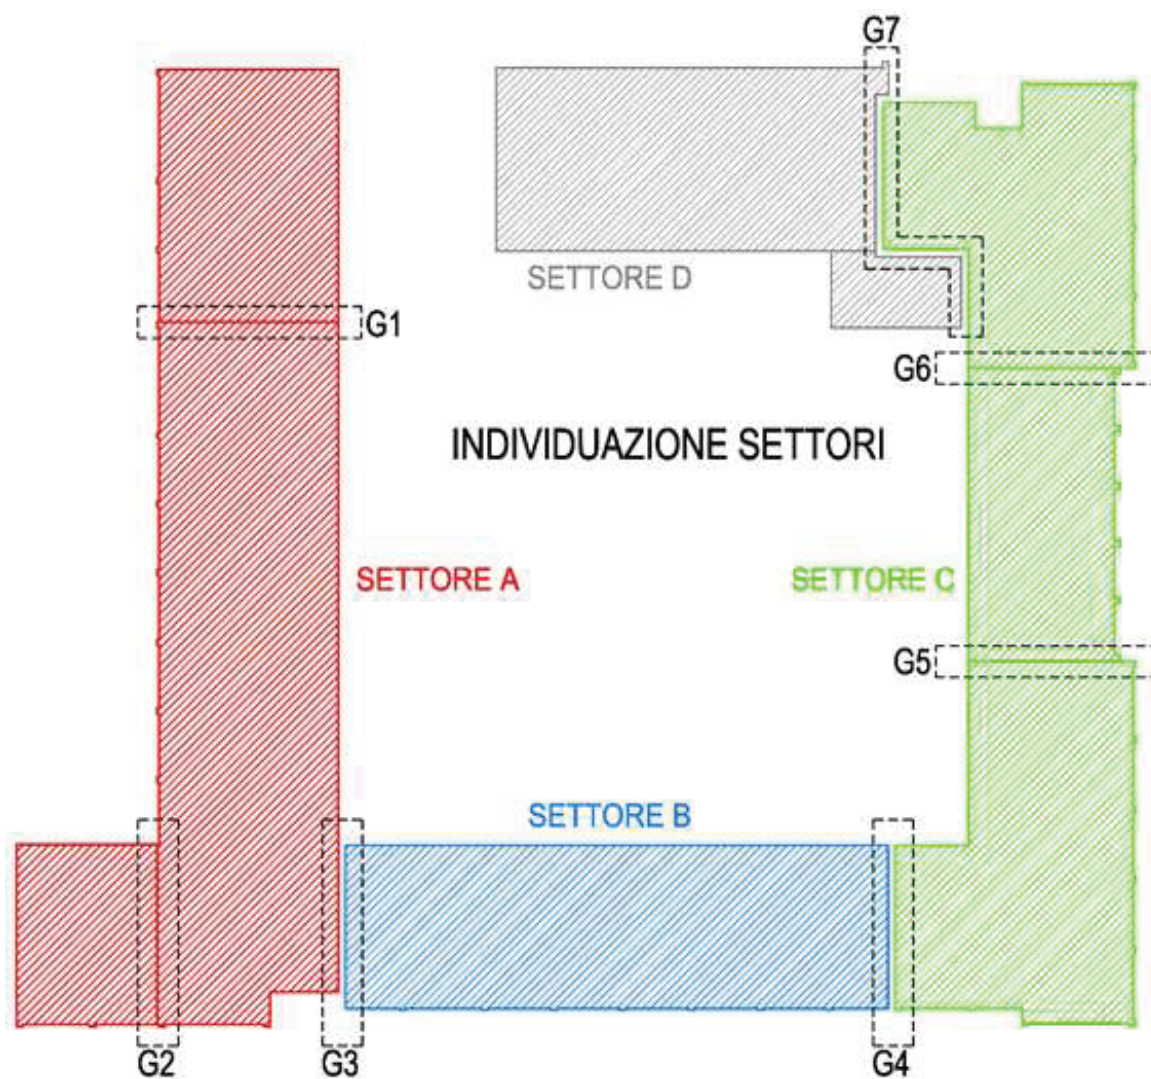 G7
SETTORE D
G1
G6
INDIVIDUAZIONE SETTORI
SETTORE A
SETTORE C
G5
SETTORE B
G2
G3
G4